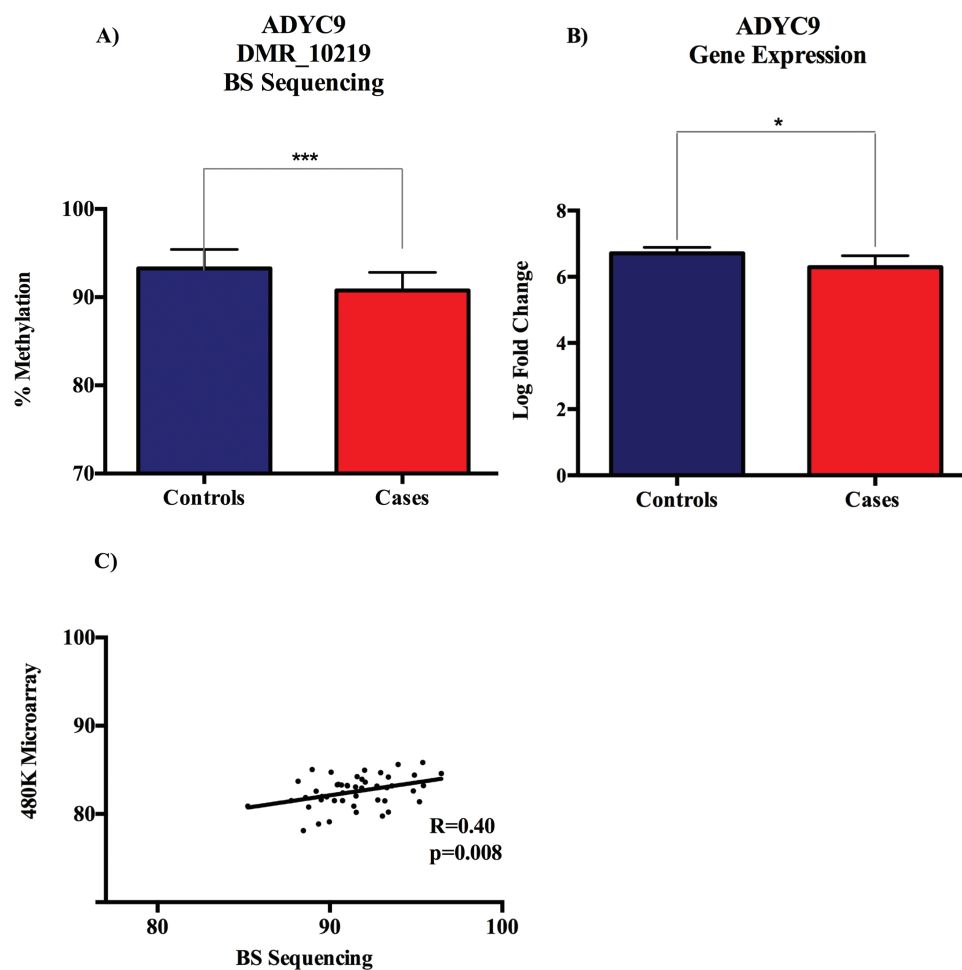 A)
ADYC9
DMR_10219
BS Sequencing
***
% Methylation
100
90
80
70
Controls
Cases
B)
ADYC9
Gene Expression
*
Log Fold Change
8
6
4
2
0
Controls
Cases
C)
480K Microarray
100
90
80
R=0.40
p=0.008
80
90
100
BS Sequencing